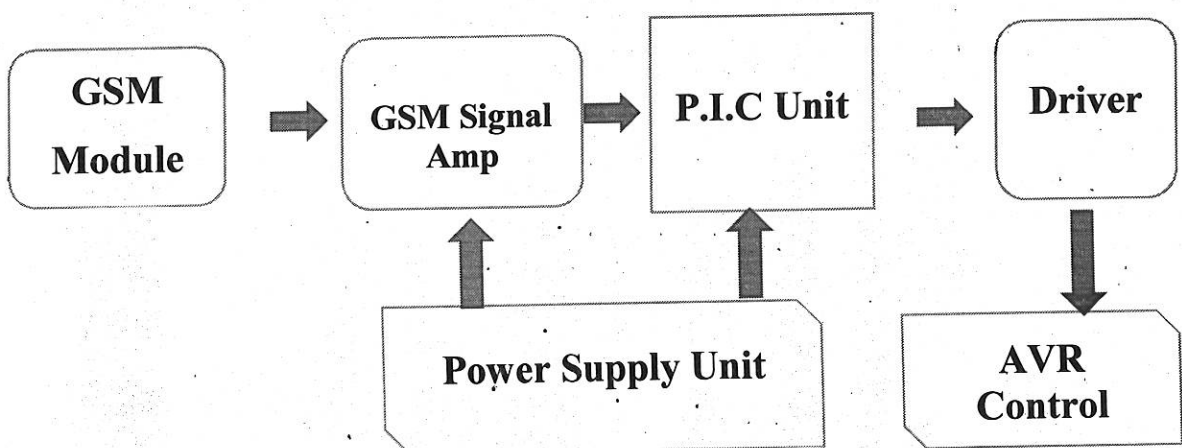 GSM
Module
GSM Signal
Amp
P.I.C Unit
Driver
Power Supply Unit
AVR
Control